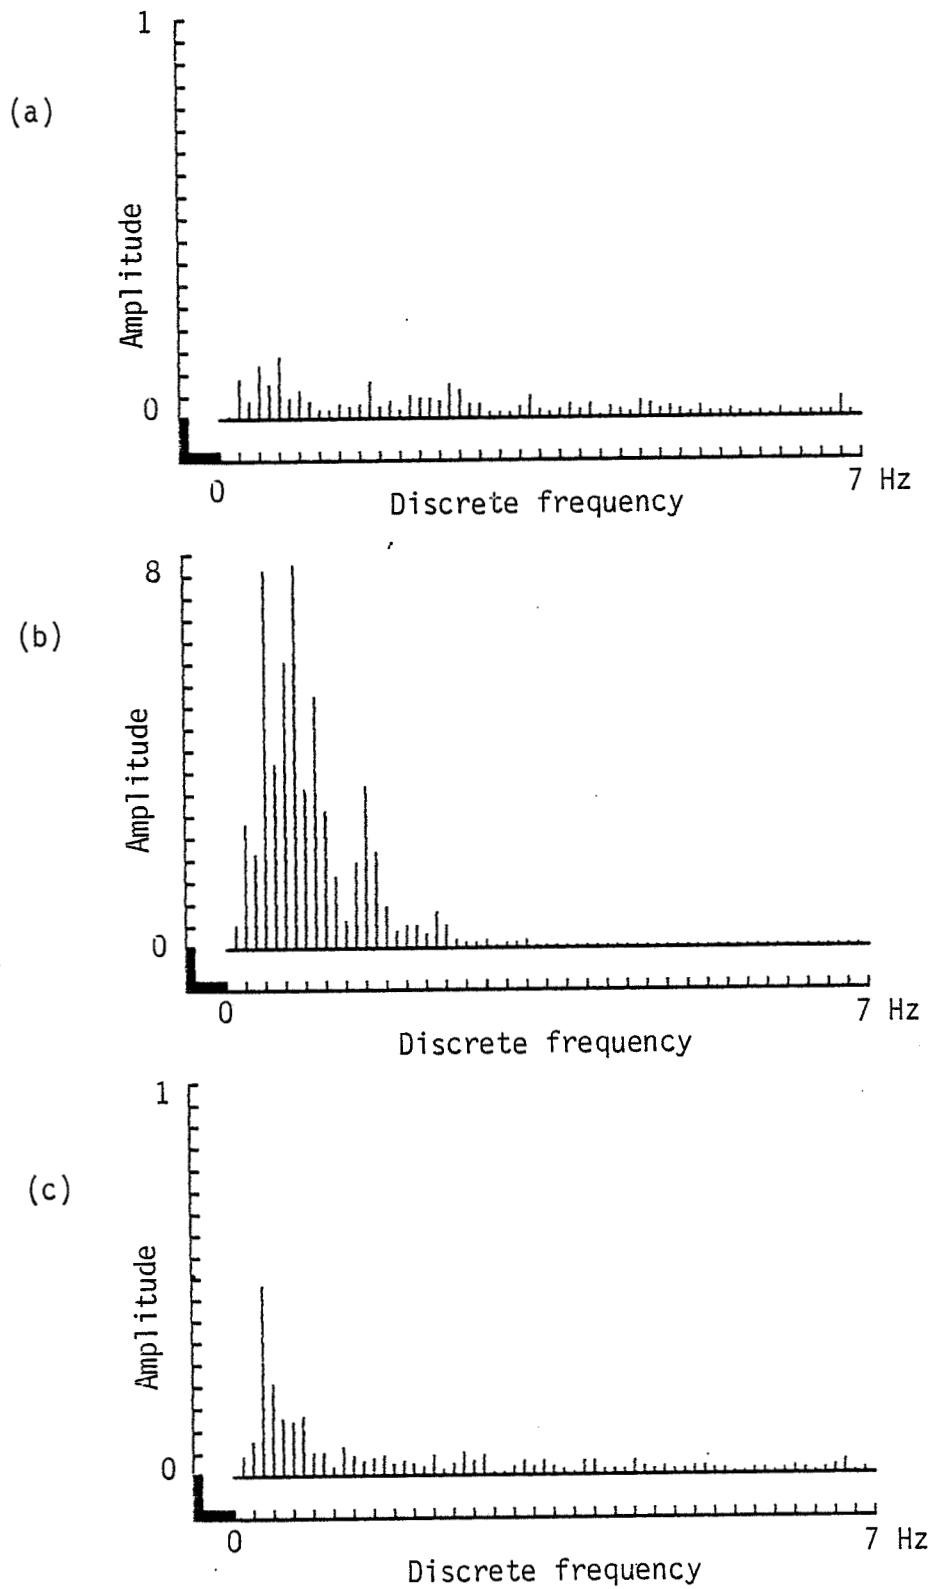 1
(a)
Amplitude
0
0
7 Hz
Discrete frequency
8
(b)
Amplitude
0
0
7 Hz
Discrete frequency
1
(c)
Amplitude
0
0
7 Hz
Discrete frequency